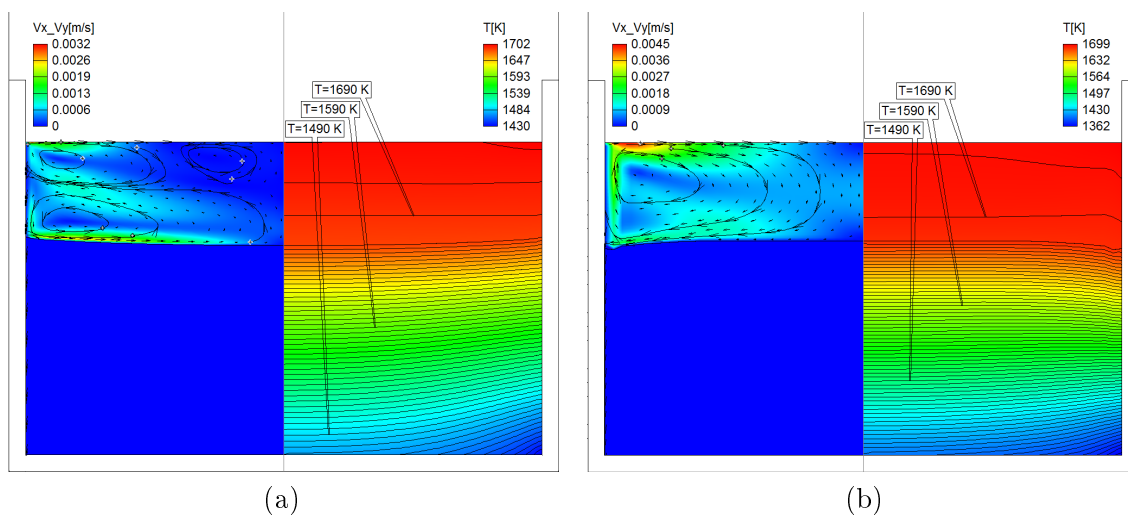 Vx_Vy[m/s]
0.0032
0.0026
0.0019
0.0013
0.0006
0
T[K]
1702
1647
1593
1539
1484
1430
T=1690 K
T=1590 K
T=1490 K
(a)
Vx_Vy[m/s]
0.0045
0.0036
0.0027
0.0018
0.0009
0
T[K]
1699
1632
1564
1497
1430
1362
T=1690 K
T=1590 K
T=1490 K
(b)